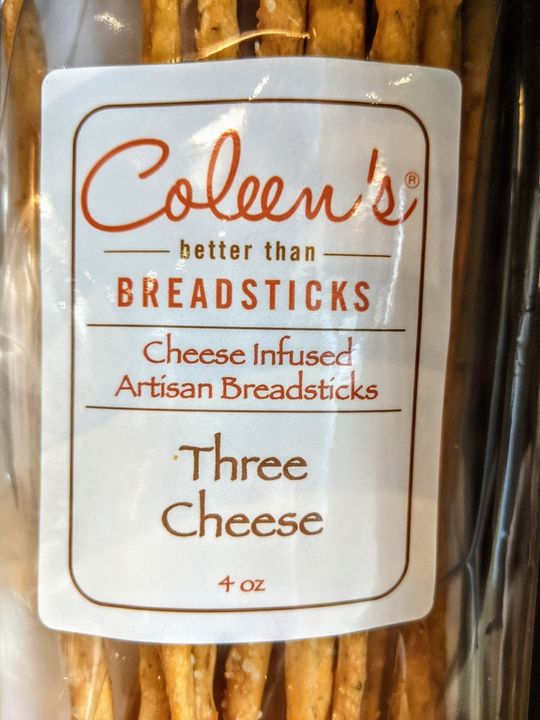 Coleen's®
better than
BREADSTICKS
Cheese Infused
Artisan Breadsticks
Three
Cheese
4 oz